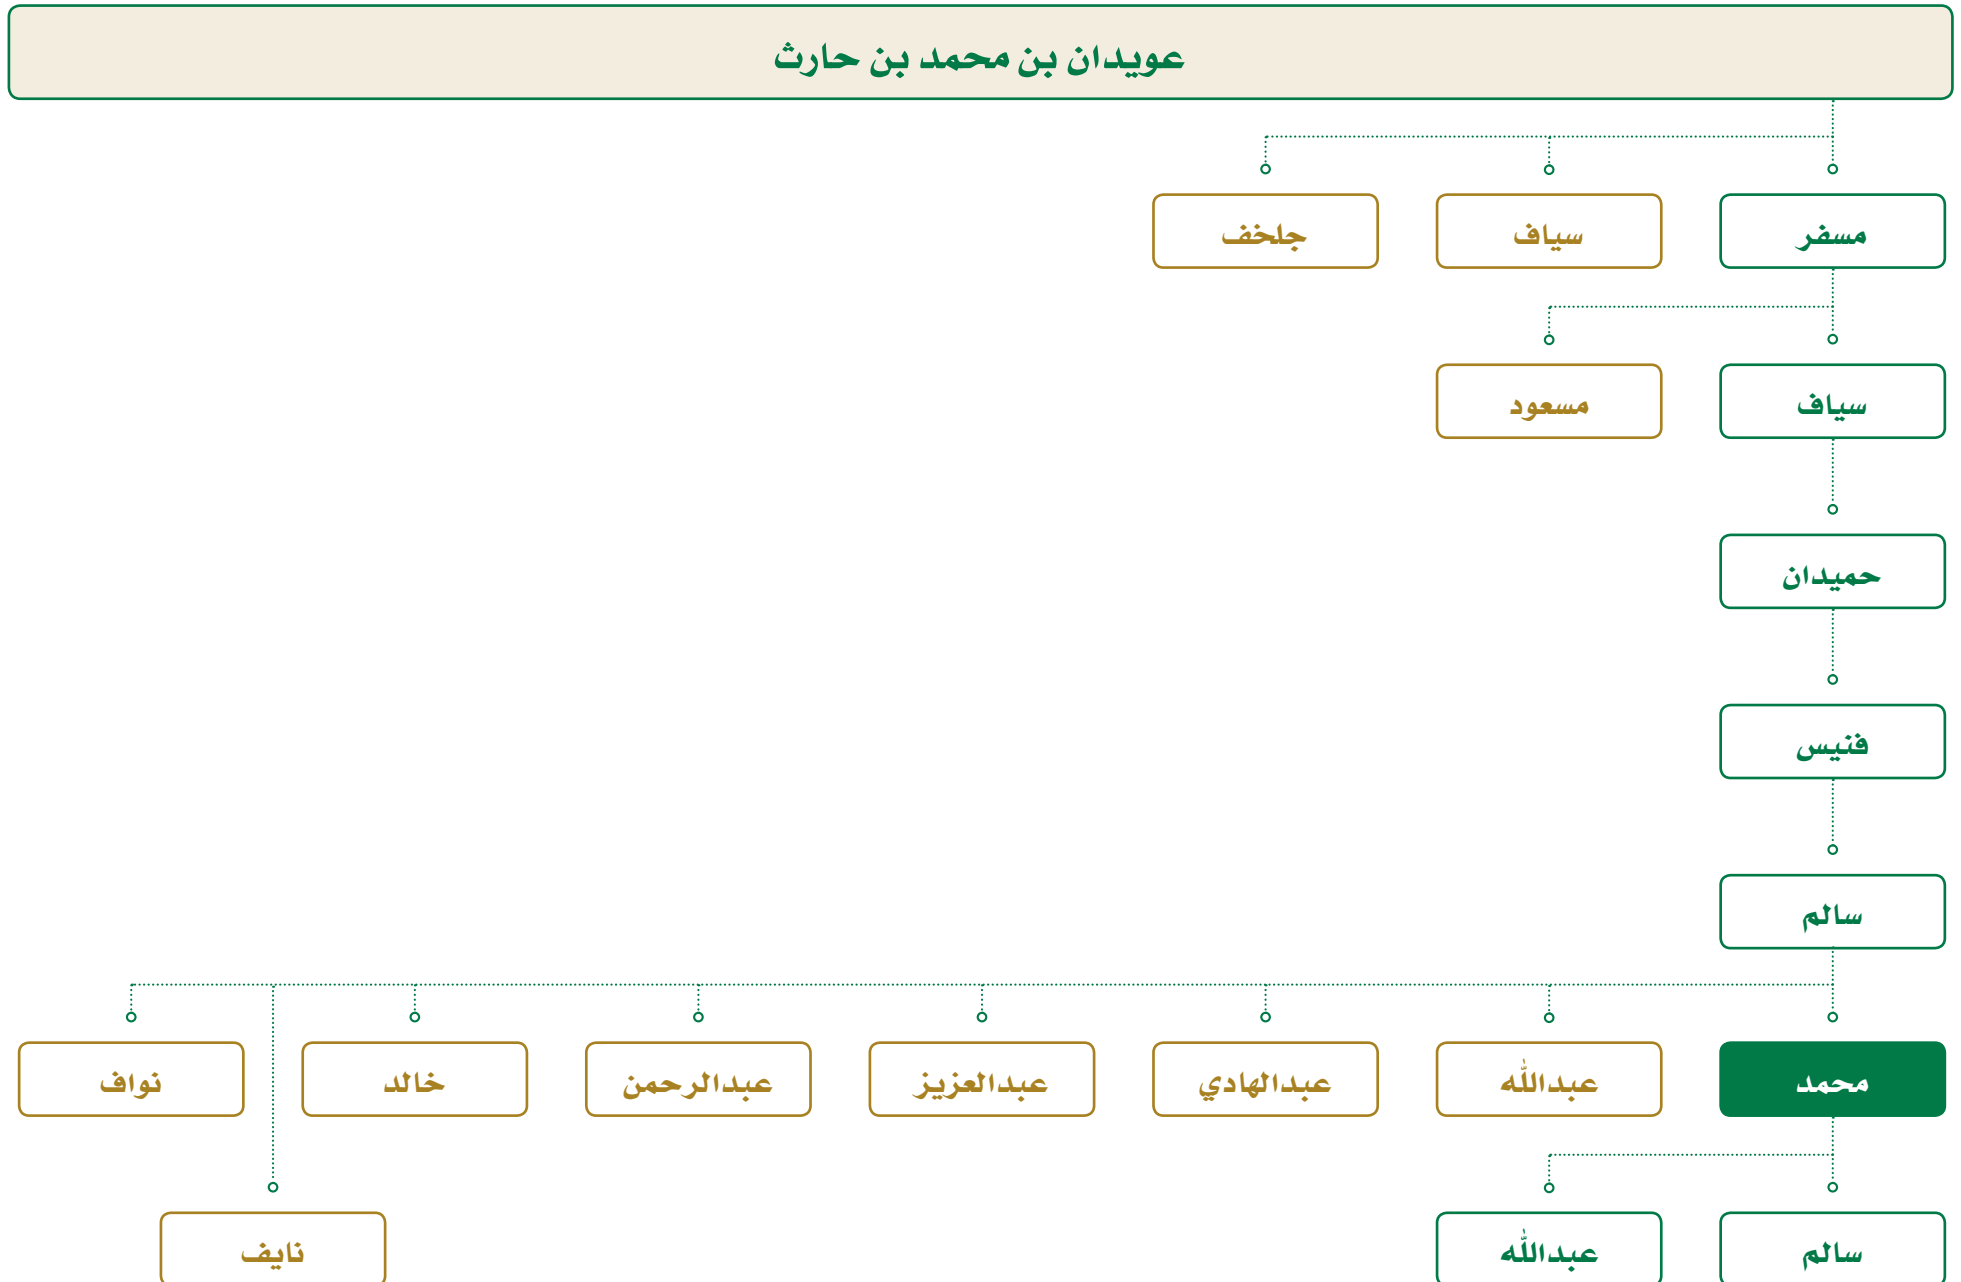 عويدان بن محمد بن حارث
مسفر
سياف
جلخف
سياف
مسعود
حميدان
فنيس
سالم
محمد
عبدالله
عبدالهادي
عبدالعزيز
عبدالرحمن
خالد
نواف
سالم
عبدالله
نايف